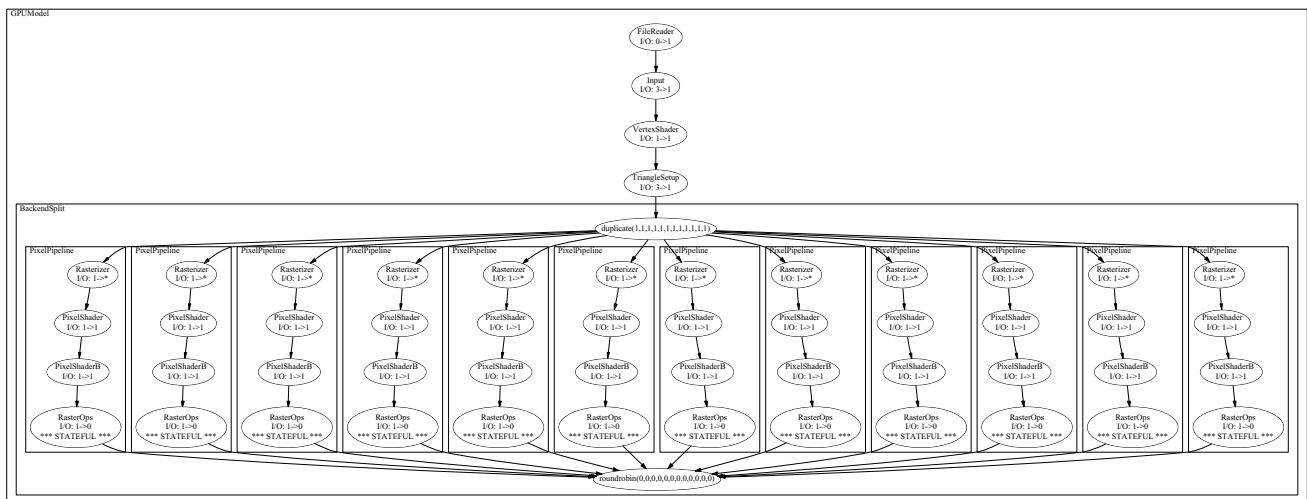 GPUModel
FileReader
I/O: 0->1
Input
I/O: 3->1
VertexShader
I/O: 1->1
TriangleSetup
I/O: 3->1
BackendSplit
duplicate(1,1,1,1,1,1,1,1,1,1,1,1)
PixelPipeline
Rasterizer
I/O: 1->*
PixelShader
I/O: 1->1
PixelShaderB
I/O: 1->1
RasterOps
I/O: 1->0
*** STATEFUL ***
PixelPipeline
Rasterizer
I/O: 1->*
PixelShader
I/O: 1->1
PixelShaderB
I/O: 1->1
RasterOps
I/O: 1->0
*** STATEFUL ***
PixelPipeline
Rasterizer
I/O: 1->*
PixelShader
I/O: 1->1
PixelShaderB
I/O: 1->1
RasterOps
I/O: 1->0
*** STATEFUL ***
PixelPipeline
Rasterizer
I/O: 1->*
PixelShader
I/O: 1->1
PixelShaderB
I/O: 1->1
RasterOps
I/O: 1->0
*** STATEFUL ***
PixelPipeline
Rasterizer
I/O: 1->*
PixelShader
I/O: 1->1
PixelShaderB
I/O: 1->1
RasterOps
I/O: 1->0
*** STATEFUL ***
PixelPipeline
Rasterizer
I/O: 1->*
PixelShader
I/O: 1->1
PixelShaderB
I/O: 1->1
RasterOps
I/O: 1->0
*** STATEFUL ***
PixelPipeline
Rasterizer
I/O: 1->*
PixelShader
I/O: 1->1
PixelShaderB
I/O: 1->1
RasterOps
I/O: 1->0
*** STATEFUL ***
PixelPipeline
Rasterizer
I/O: 1->*
PixelShader
I/O: 1->1
PixelShaderB
I/O: 1->1
RasterOps
I/O: 1->0
*** STATEFUL ***
PixelPipeline
Rasterizer
I/O: 1->*
PixelShader
I/O: 1->1
PixelShaderB
I/O: 1->1
RasterOps
I/O: 1->0
*** STATEFUL ***
PixelPipeline
Rasterizer
I/O: 1->*
PixelShader
I/O: 1->1
PixelShaderB
I/O: 1->1
RasterOps
I/O: 1->0
*** STATEFUL ***
PixelPipeline
Rasterizer
I/O: 1->*
PixelShader
I/O: 1->1
PixelShaderB
I/O: 1->1
RasterOps
I/O: 1->0
*** STATEFUL ***
PixelPipeline
Rasterizer
I/O: 1->*
PixelShader
I/O: 1->1
PixelShaderB
I/O: 1->1
RasterOps
I/O: 1->0
*** STATEFUL ***
roundrobin(0,0,0,0,0,0,0,0,0,0,0,0)